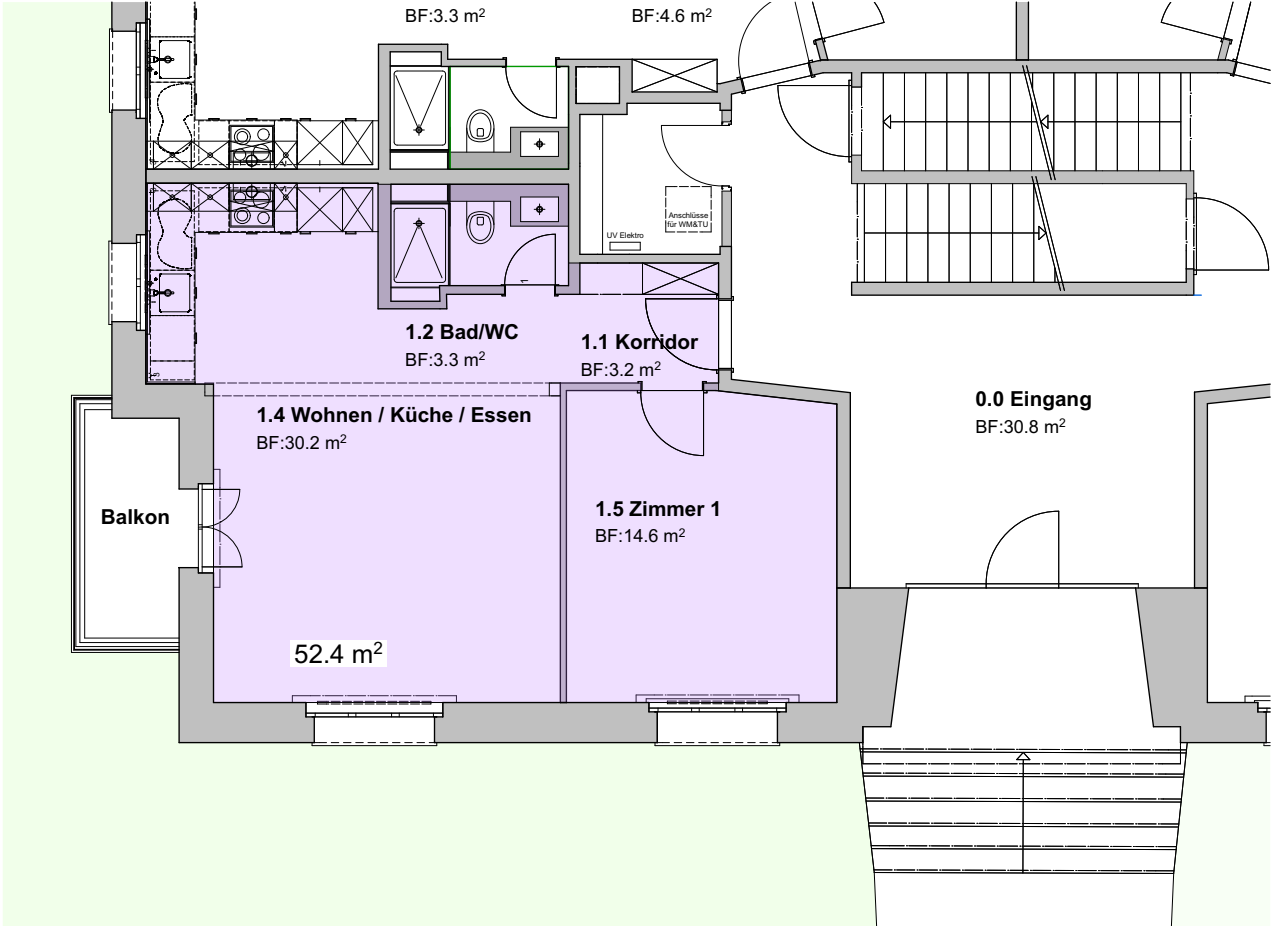 BF:3.3 m²
BF:4.6 m²
Anschlüsse
für WM&TU
UV Elektro
1
1.2 Bad/WC
BF:3.3 m²
1.1 Korridor
BF:3.2 m²
1.4 Wohnen / Küche / Essen
BF:30.2 m²
0.0 Eingang
BF:30.8 m²
1.5 Zimmer 1
BF:14.6 m²
Balkon
52.4 m²